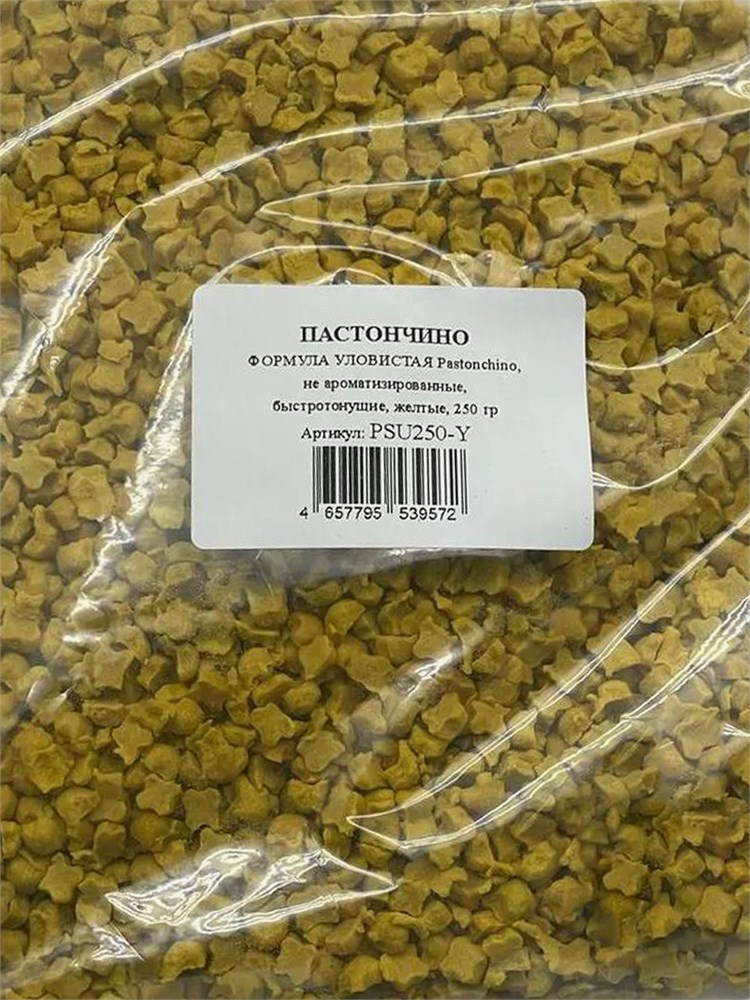 ПАСТОНЧИНО
ФОРМУЛА УЛОВИСТАЯ Pastonchino,
не ароматизированные,
быстротонущие, желтые, 250 гр
Артикул: PSU250-Y
4 657795 539572